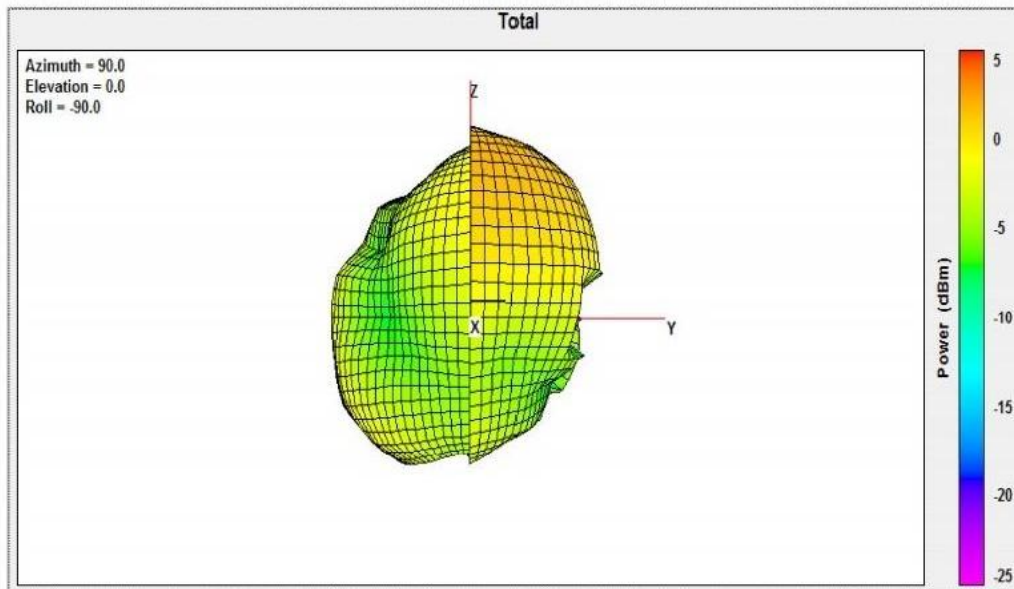 Total
Azimuth = 90.0
Elevation = 0.0
Roll = -90.0
Z
X
Y
5
0
-5
-10
-15
-20
-25
Power (dBm)